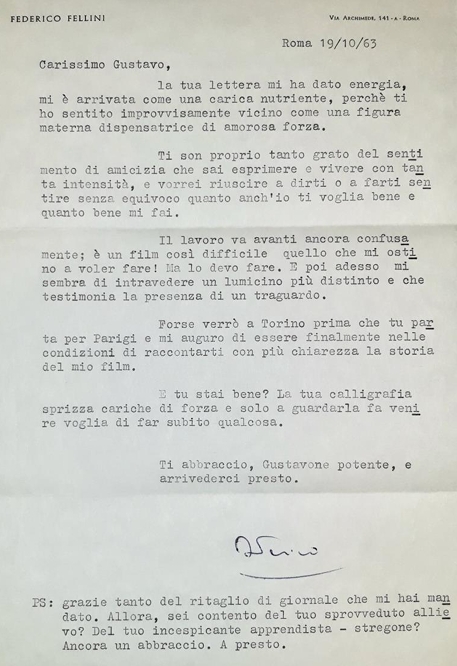 FEDERICO FELLINI
VIA ARCHIMEDE, 141-A - ROMA
Roma 19/10/63
Carissimo Gustavo,
la tua lettera mi ha dato energia,
mi è arrivata come una carica nutriente, perchè ti
ho sentito improvvisamente vicino come una figura
materna dispensatrice di amorosa forza.
Ti son proprio tanto grato del senti
mento di amicizia che sai esprimere e vivere con tan
ta intensità, e vorrei riuscire a dirti o a farti sen
tire senza equivoco quanto anch'io ti voglia bene e
quanto bene mi fai.
Il lavoro va avanti ancora confusa
mente; è un film così difficile quello che mi osti
no a voler fare! Ma lo devo fare. E poi adesso mi
sembra di intravedere un lumicino più distinto e che
testimonia la presenza di un traguardo.
Forse verrò a Torino prima che tu par
ta per Parigi e mi auguro di essere finalmente nelle
condizioni di raccontarti con più chiarezza la storia
del mio film.
E tu stai bene? La tua calligrafia
sprizza cariche di forza e solo a guardarla fa veni
re voglia di far subito qualcosa.
Ti abbraccio, Gustavone potente, e
arrivederci presto.
PS: grazie tanto del ritaglio di giornale che mi hai man
dato. Allora, sei contento del tuo sprovveduto allie
vo? Del tuo incespicante apprendista - stregone?
Ancora un abbraccio. A presto.